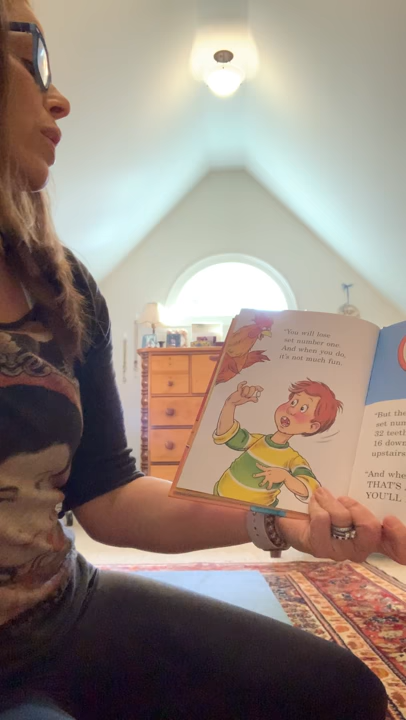 "You will lose
set number one.
And when you do,
it's not much fun.
"But the
set num
32 teeth
16 down
upstairs
"And whe
THAT'S
YOU'LL